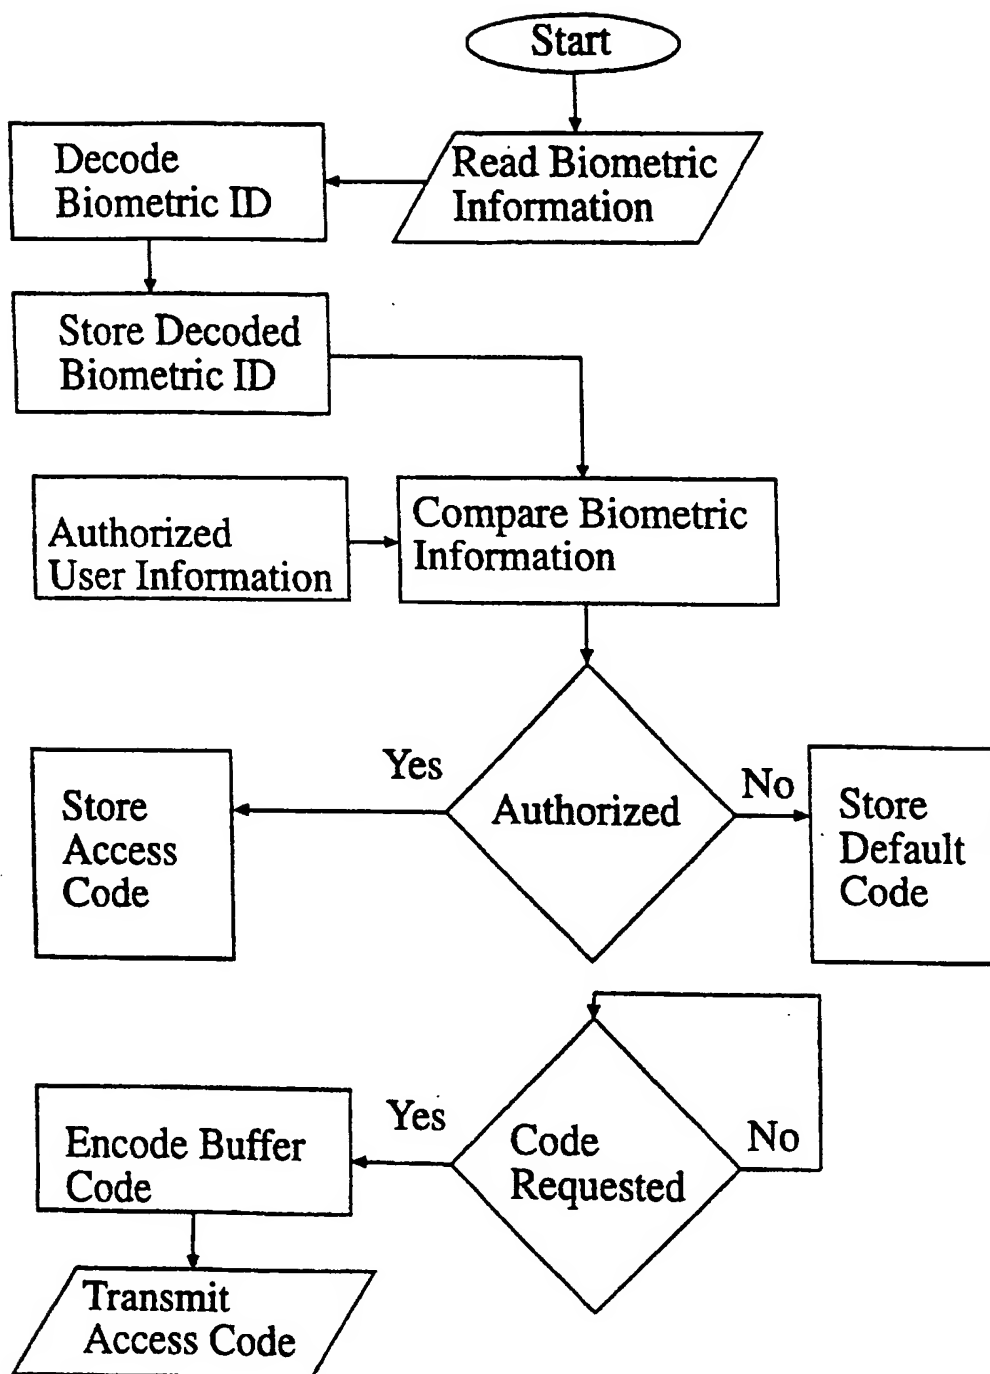 Start
Read Biometric
Information
Decode
Biometric ID
Store Decoded
Biometric ID
Authorized
User Information
Compare Biometric
Information
Authorized
Yes
No
Store
Access
Code
Store
Default
Code
Code
Requested
Yes
No
Encode Buffer
Code
Transmit
Access Code